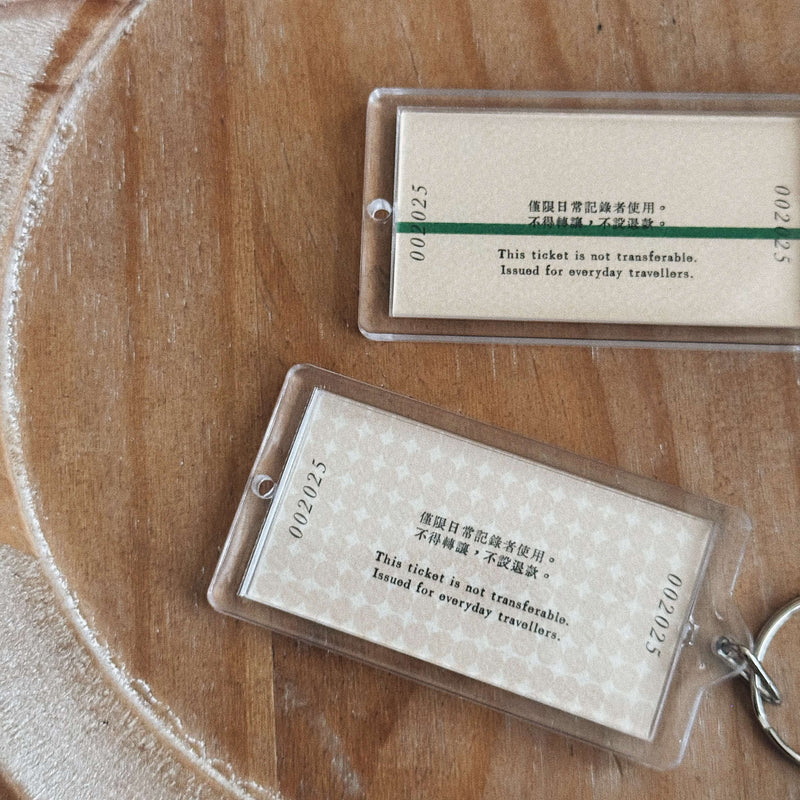 002025
僅限日常記錄者使用。
不得轉讓,不設退款。
This ticket is not transferable.
Issued for everyday travellers.
002025
002025
僅限日常記錄者使用。
不得轉讓,不設退款。
This ticket is not transferable.
Issued for everyday travellers.
002025